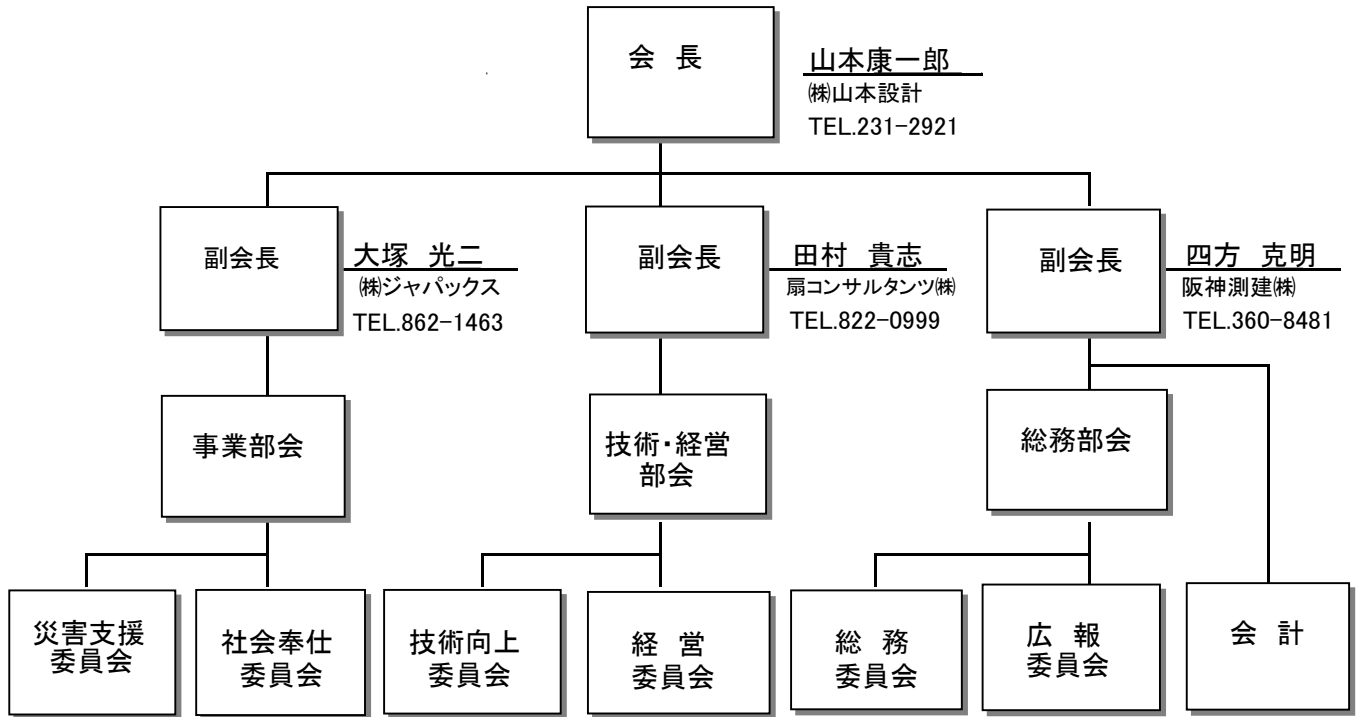 会 長
山本康一郎
㈱山本設計
TEL.231-2921
副会長
大塚 光二
㈱ジャパックス
TEL.862-1463
副会長
田村 貴志
扇コンサルタンツ㈱
TEL.822-0999
副会長
四方 克明
阪神測建㈱
TEL.360-8481
事業部会
技術・経営
部会
総務部会
災害支援
委員会
社会奉仕
委員会
技術向上
委員会
経 営
委員会
総 務
委員会
広 報
委員会
会 計